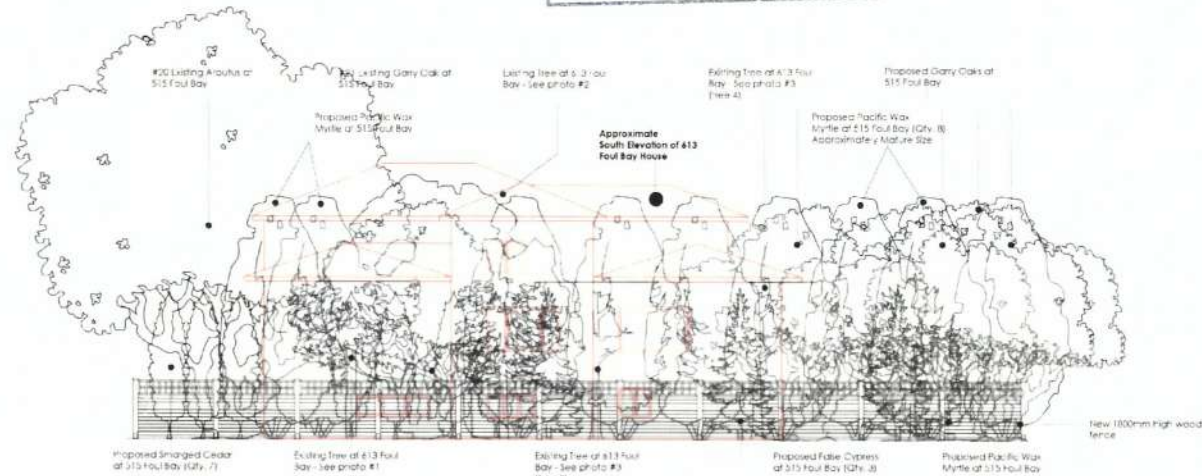 #20 Existing Arbutus at
515 Foul Bay
Existing Garry Oak at
515 Foul Bay
Existing Tree at 613 Foul
Bay - See photo #2
Existing Tree at 613 Foul
Bay - See photo #3
(Tree 4)
Proposed Garry Oaks at
515 Foul Bay
Proposed Pacific Wax
Myrtle at 515 Foul Bay
Approximate
South Elevation of 613
Foul Bay House
Proposed Pacific Wax
Myrtle at 515 Foul Bay (Qty. 8)
Approximately Mature Size
New 1800mm high wood
fence
Proposed Smaragd Cedar
at 515 Foul Bay (Qty. 7)
Existing Tree at 613 Foul
Bay - See photo #1
Existing Tree at 613 Foul
Bay - See photo #3
Proposed False Cypress
at 515 Foul Bay (Qty. 3)
Proposed Pacific Wax
Myrtle at 515 Foul Bay